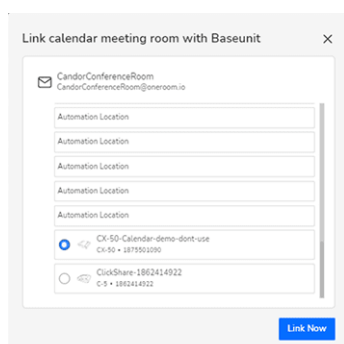 Link calendar meeting room with Baseunit
CandorConferenceRoom
CandorConferenceRoom@oneroom.io
Automation Location
Automation Location
Automation Location
Automation Location
Automation Location
CX-50-Calendar-demo-dont-use
CX-50 • 1875501090
ClickShare-1862414922
C-5 • 1862414922
Link Now